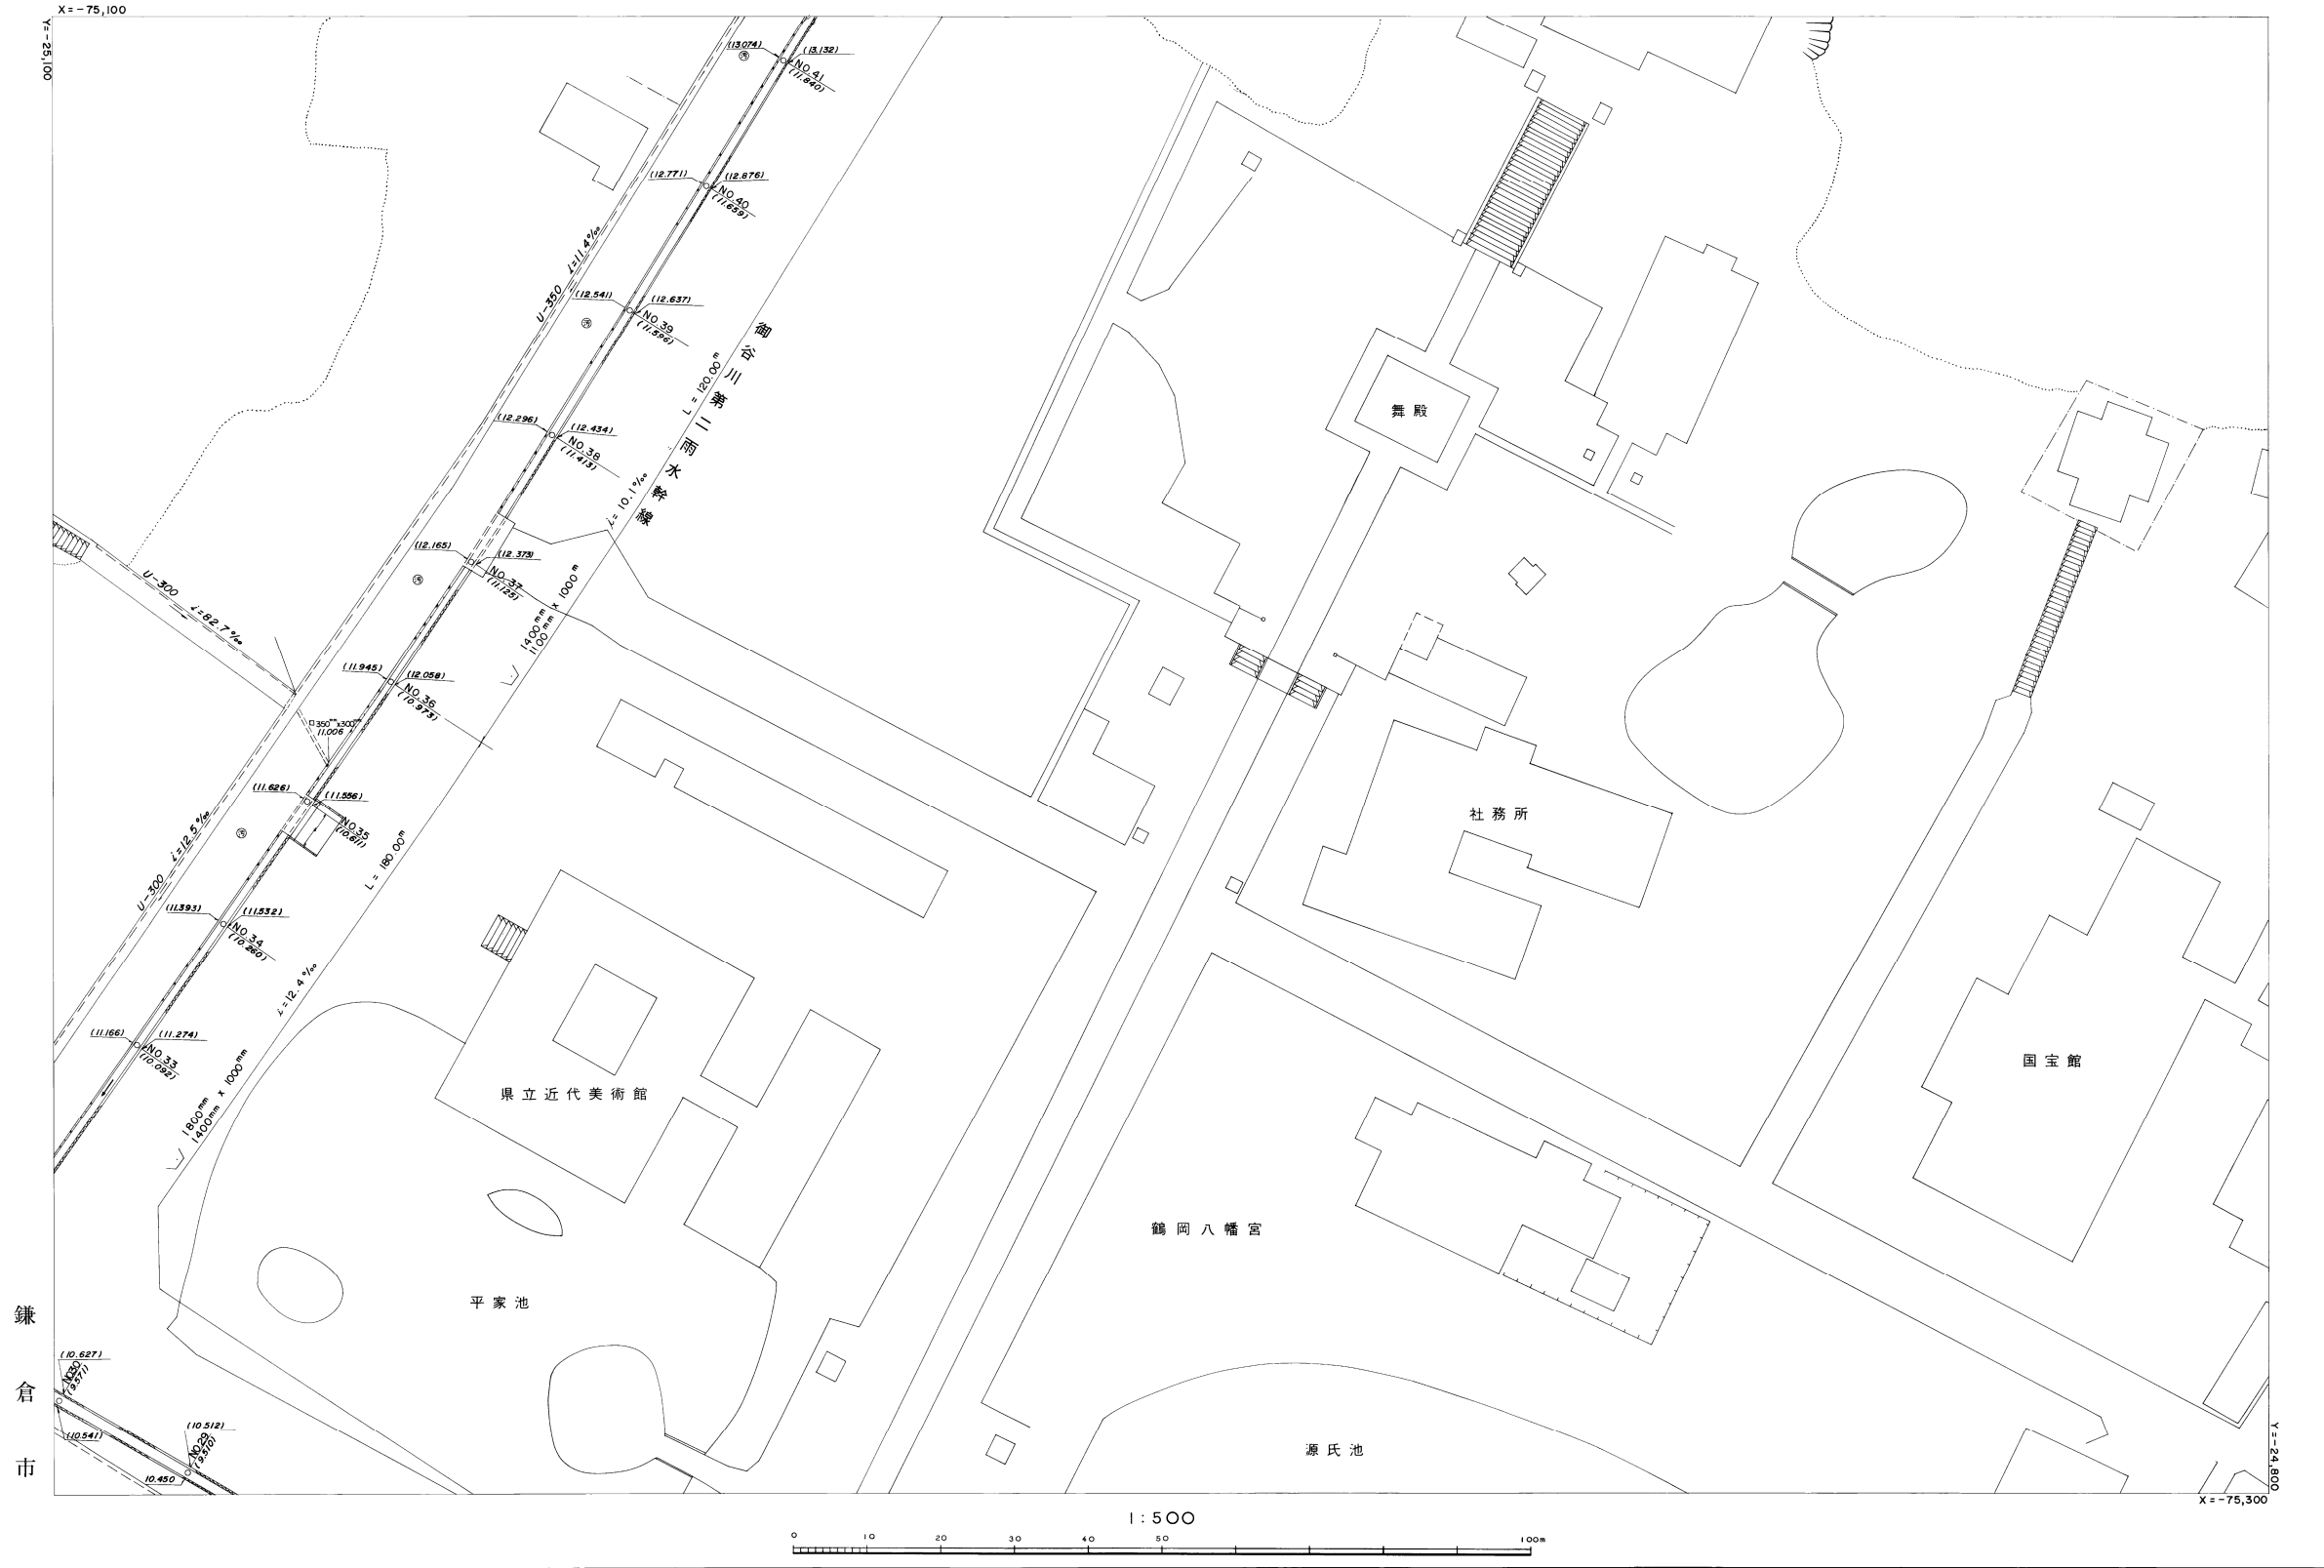 X=-75,100
Y=-25,100
(13.074)
(13.132)
NO.41
(11.840)
(12.771)
(12.876)
NO.40
(11.659)
U-350 i=11.4‰
(12.541)
(12.637)
NO.39
(11.596)
御谷川第二雨水幹線
L=120.00m
i=10.1‰
1400mm x 1000m
1100mm
(12.296)
(12.434)
NO.38
(11.413)
(12.165)
(12.373)
NO.37
(11.125)
U-300 i=82.7‰
(11.945)
(12.058)
NO.36
(10.973)
□350mmx300mm
11.006
(11.626)
(11.556)
NO.35
(10.611)
U-300 i=12.5‰
(11.393)
(11.532)
NO.34
(10.260)
L=180.00m
i=12.4‰
1800mm
1400mm x 1000mm
(11.166)
(11.274)
NO.33
(10.092)
舞殿
社務所
国宝館
県立近代美術館
鶴岡八幡宮
平家池
源氏池
鎌倉市
(10.627)
NO.30
(9.571)
(10.541)
(10.512)
NO.29
(9.510)
10.450
Y=-24,800
X=-75,300
1:500
0 10 20 30 40 50 100m